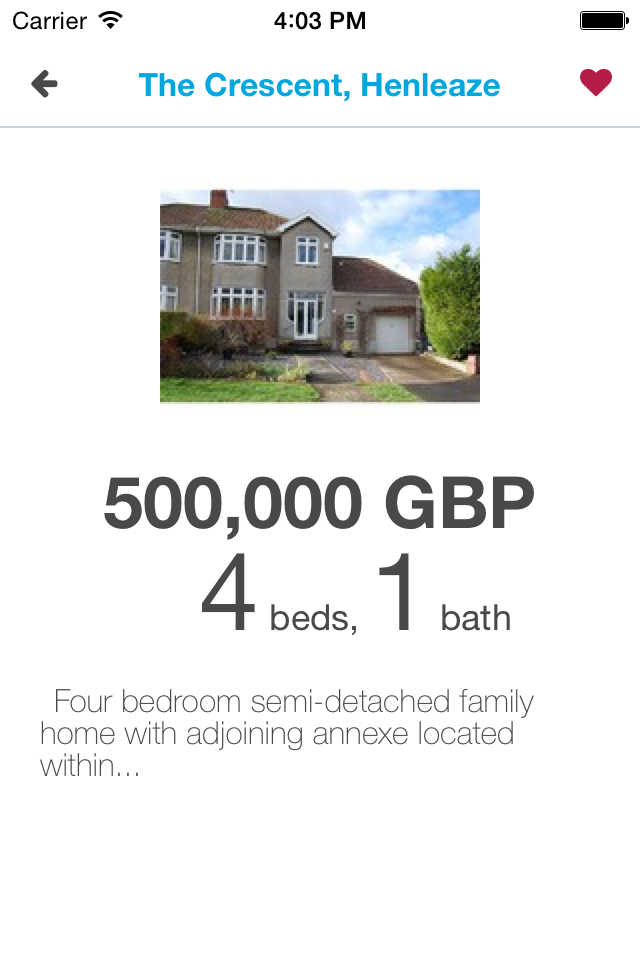 Carrier 4:03 PM
The Crescent, Henleaze
500,000 GBP
4 beds, 1 bath
Four bedroom semi-detached family
home with adjoining annexe located
within...